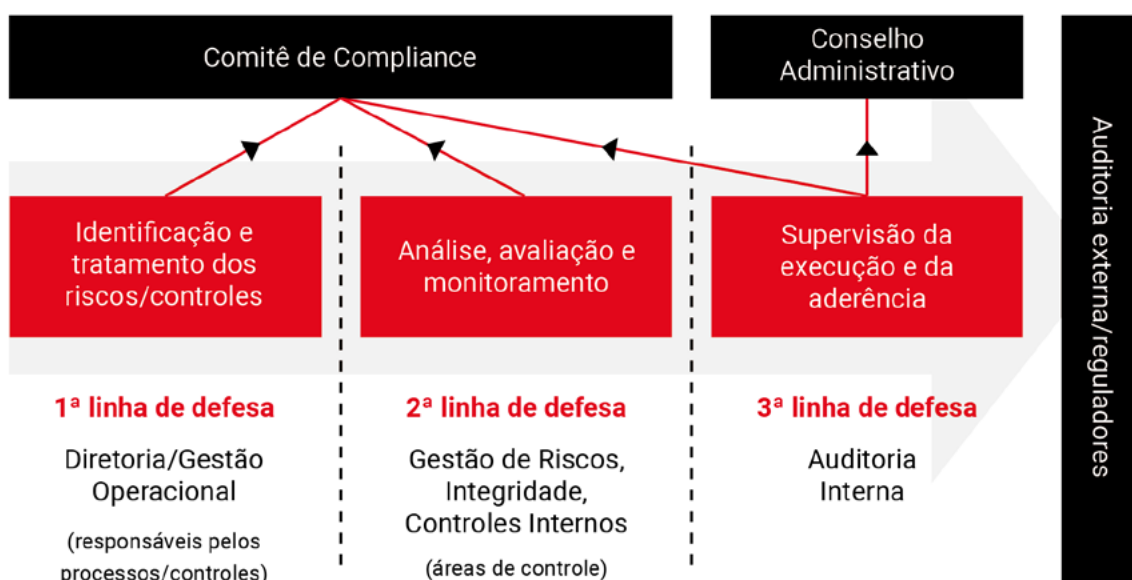 Comitê de Compliance
Conselho
Administrativo
Identificação e
tratamento dos
riscos/controles
Análise, avaliação e
monitoramento
Supervisão da
execução e da
aderência
1ª linha de defesa
Diretoria/Gestão
Operacional
(responsáveis pelos
processos/controles)
2ª linha de defesa
Gestão de Riscos,
Integridade,
Controles Internos
(áreas de controle)
3ª linha de defesa
Auditoria
Interna
Auditoria externa/reguladores